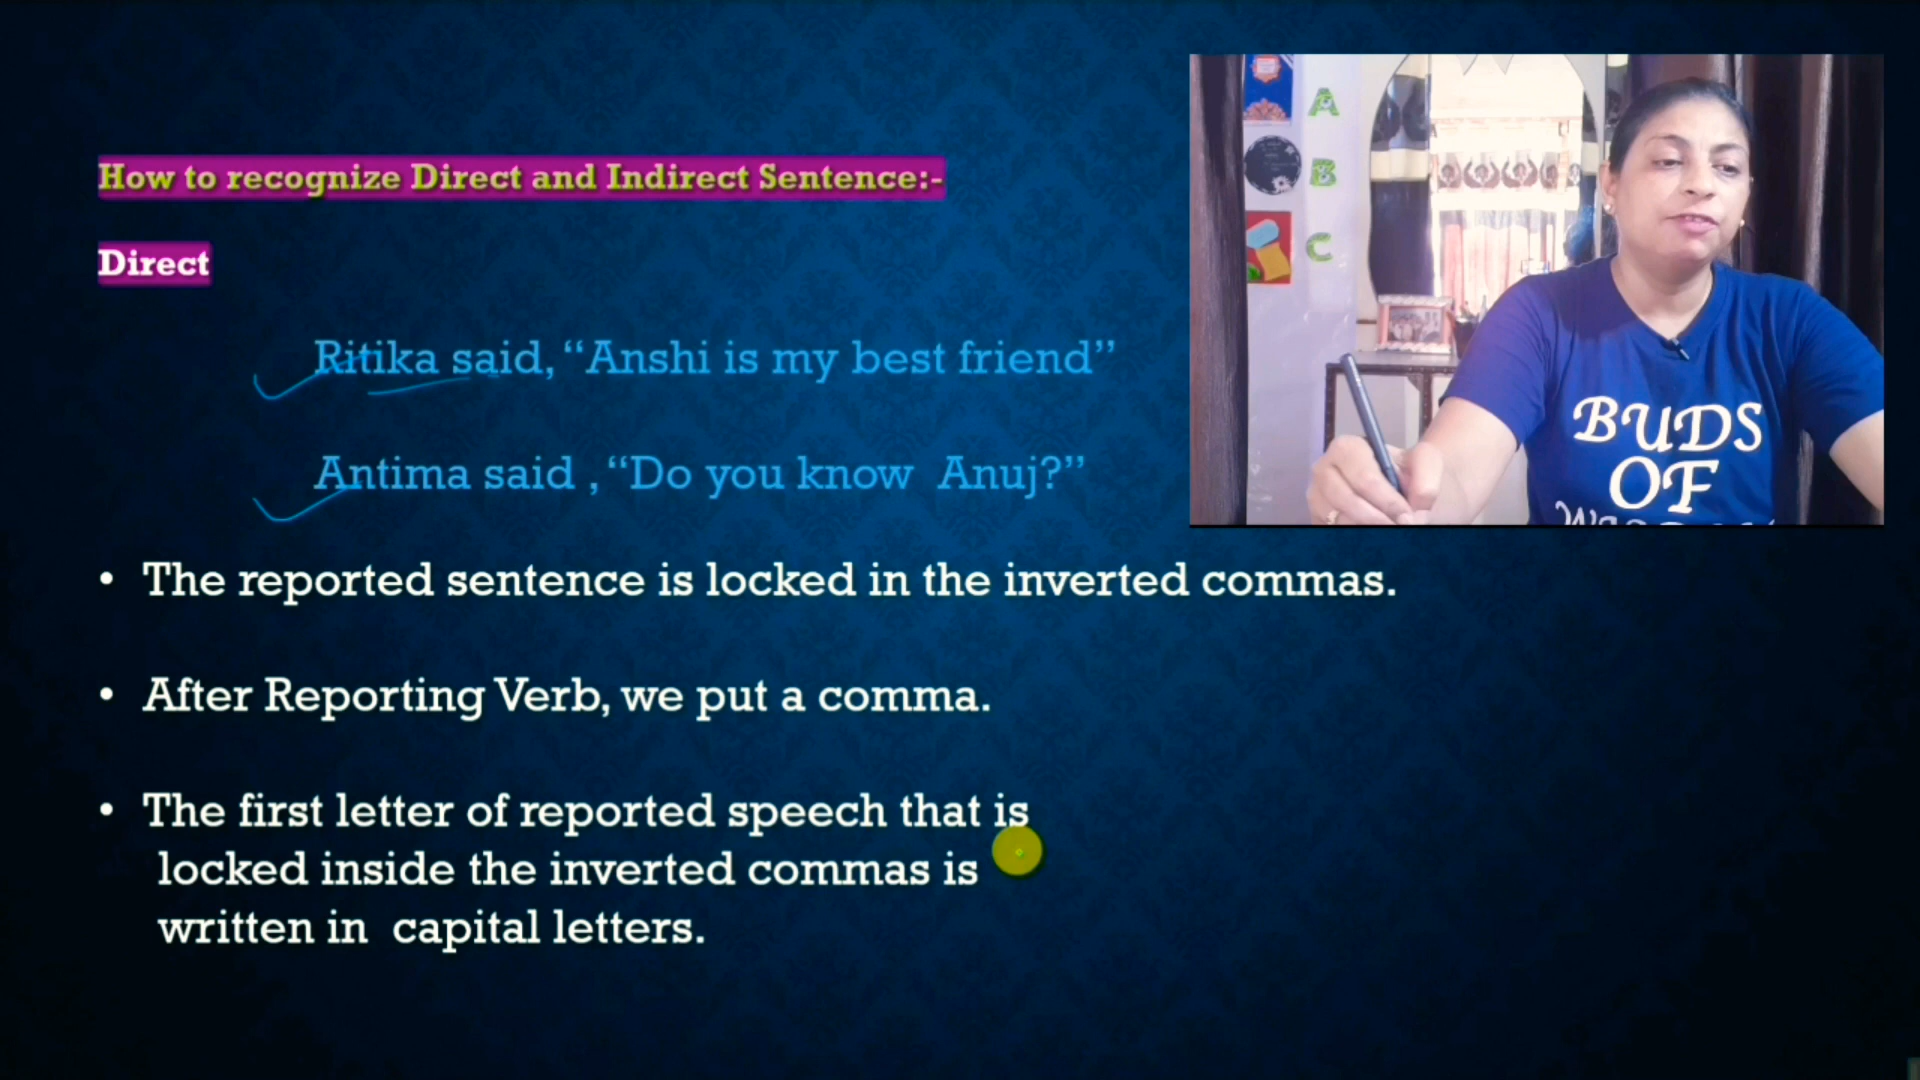 How to recognize Direct and Indirect Sentence:-
Direct
Ritika said, “Anshi is my best friend”
Antima said , “Do you know  Anuj?”
• The reported sentence is locked in the inverted commas.
• After Reporting Verb, we put a comma.
• The first letter of reported speech that is
locked inside the inverted commas is
written in  capital letters.
A
B
C
BUDS
OF